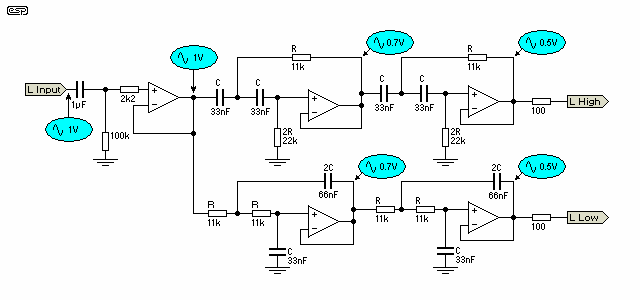 esp
L Input
1µF
1V
100k
2k2
1V
C
33nF
C
33nF
R
11k
2R
22k
0.7V
C
33nF
C
33nF
R
11k
2R
22k
0.5V
100
L High
R
11k
R
11k
2C
66nF
C
33nF
0.7V
R
11k
R
11k
2C
66nF
C
33nF
0.5V
100
L Low